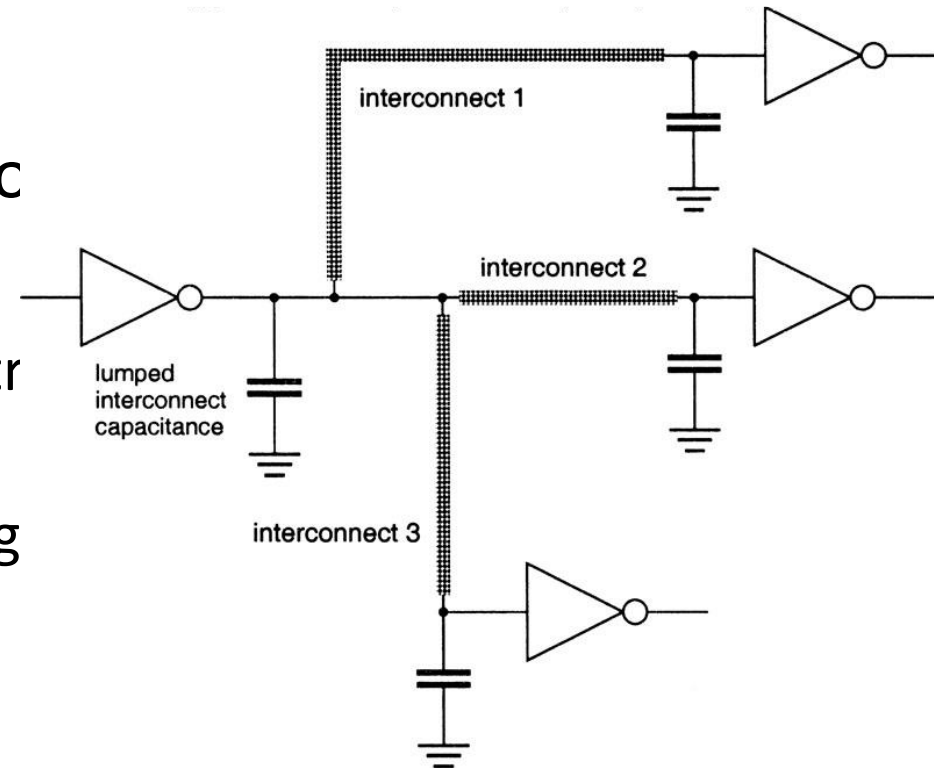 interconnect 1
interconnect 2
lumped
interconnect
capacitance
interconnect 3